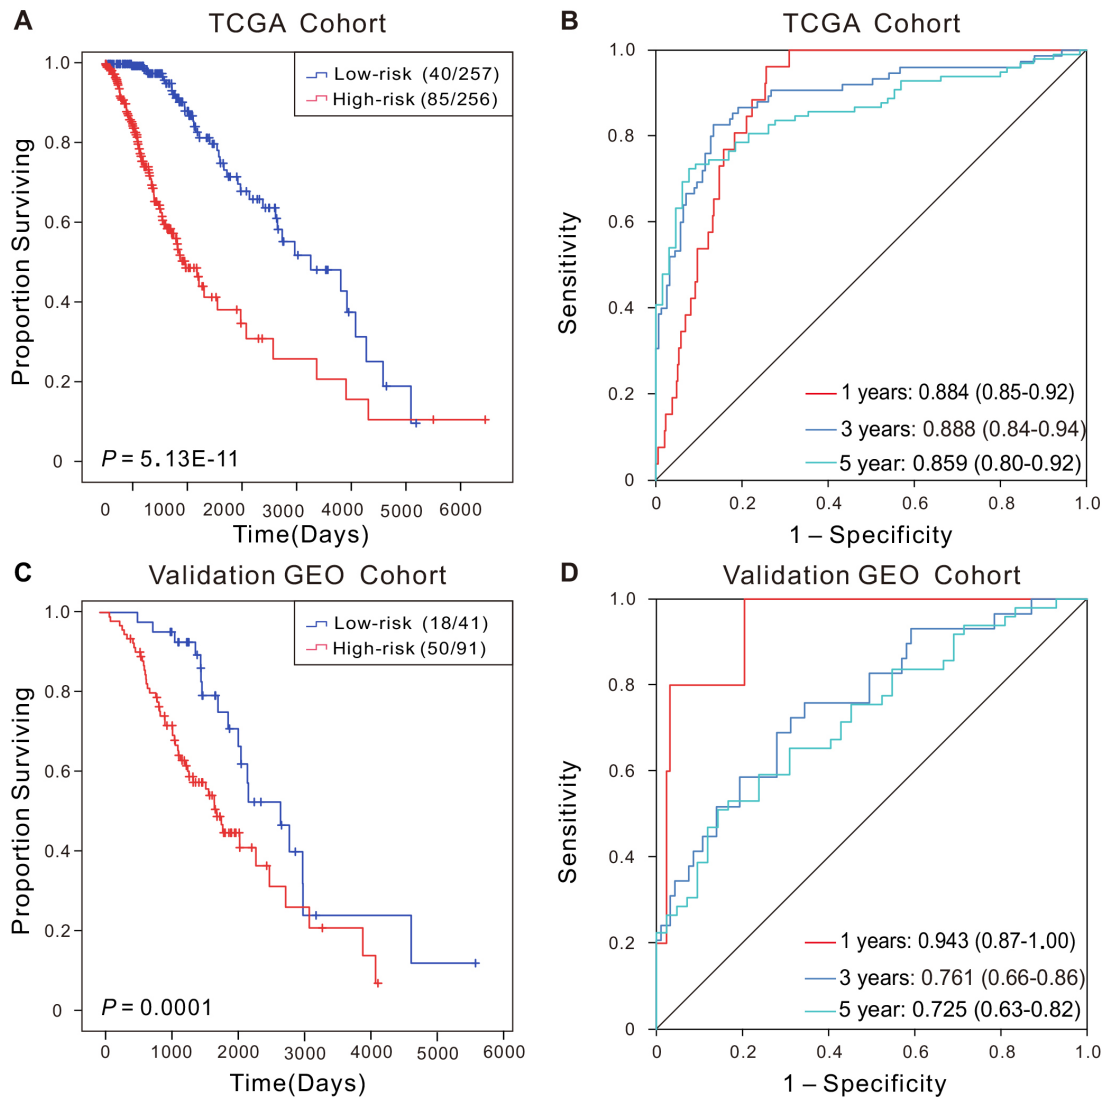 A
TCGA Cohort
Low-risk (40/257)
High-risk (85/256)
1.0
0.8
0.6
0.4
0.2
0
Proportion Surviving
P = 5.13E-11
0 1000 2000 3000 4000 5000 6000
Time(Days)
B
TCGA Cohort
1.0
0.8
0.6
0.4
0.2
0
Sensitivity
1 years: 0.884 (0.85-0.92)
3 years: 0.888 (0.84-0.94)
5 year: 0.859 (0.80-0.92)
0 0.2 0.4 0.6 0.8 1.0
1 – Specificity
C
Validation GEO Cohort
Low-risk (18/41)
High-risk (50/91)
1.0
0.8
0.6
0.4
0.2
0
Proportion Surviving
P = 0.0001
0 1000 2000 3000 4000 5000 6000
Time(Days)
D
Validation GEO Cohort
1.0
0.8
0.6
0.4
0.2
0
Sensitivity
1 years: 0.943 (0.87-1.00)
3 years: 0.761 (0.66-0.86)
5 year: 0.725 (0.63-0.82)
0 0.2 0.4 0.6 0.8 1.0
1 – Specificity